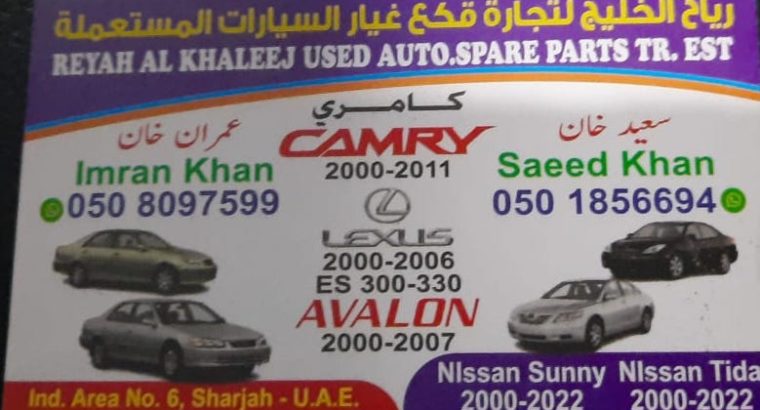 رياح الخليج لتجارة قكع غيار السيارات المستعملة
REYAH AL KHALEEJ USED AUTO.SPARE PARTS TR. EST
كامري
CAMRY
2000-2011
عمران خان
Imran Khan
050 8097599
سعيد خان
Saeed Khan
050 1856694
LEXUS
2000-2006
ES 300-330
AVALON
2000-2007
Ind. Area No. 6, Sharjah - U.A.E.
NIssan Sunny
2000-2022
NIssan Tida
2000-2022